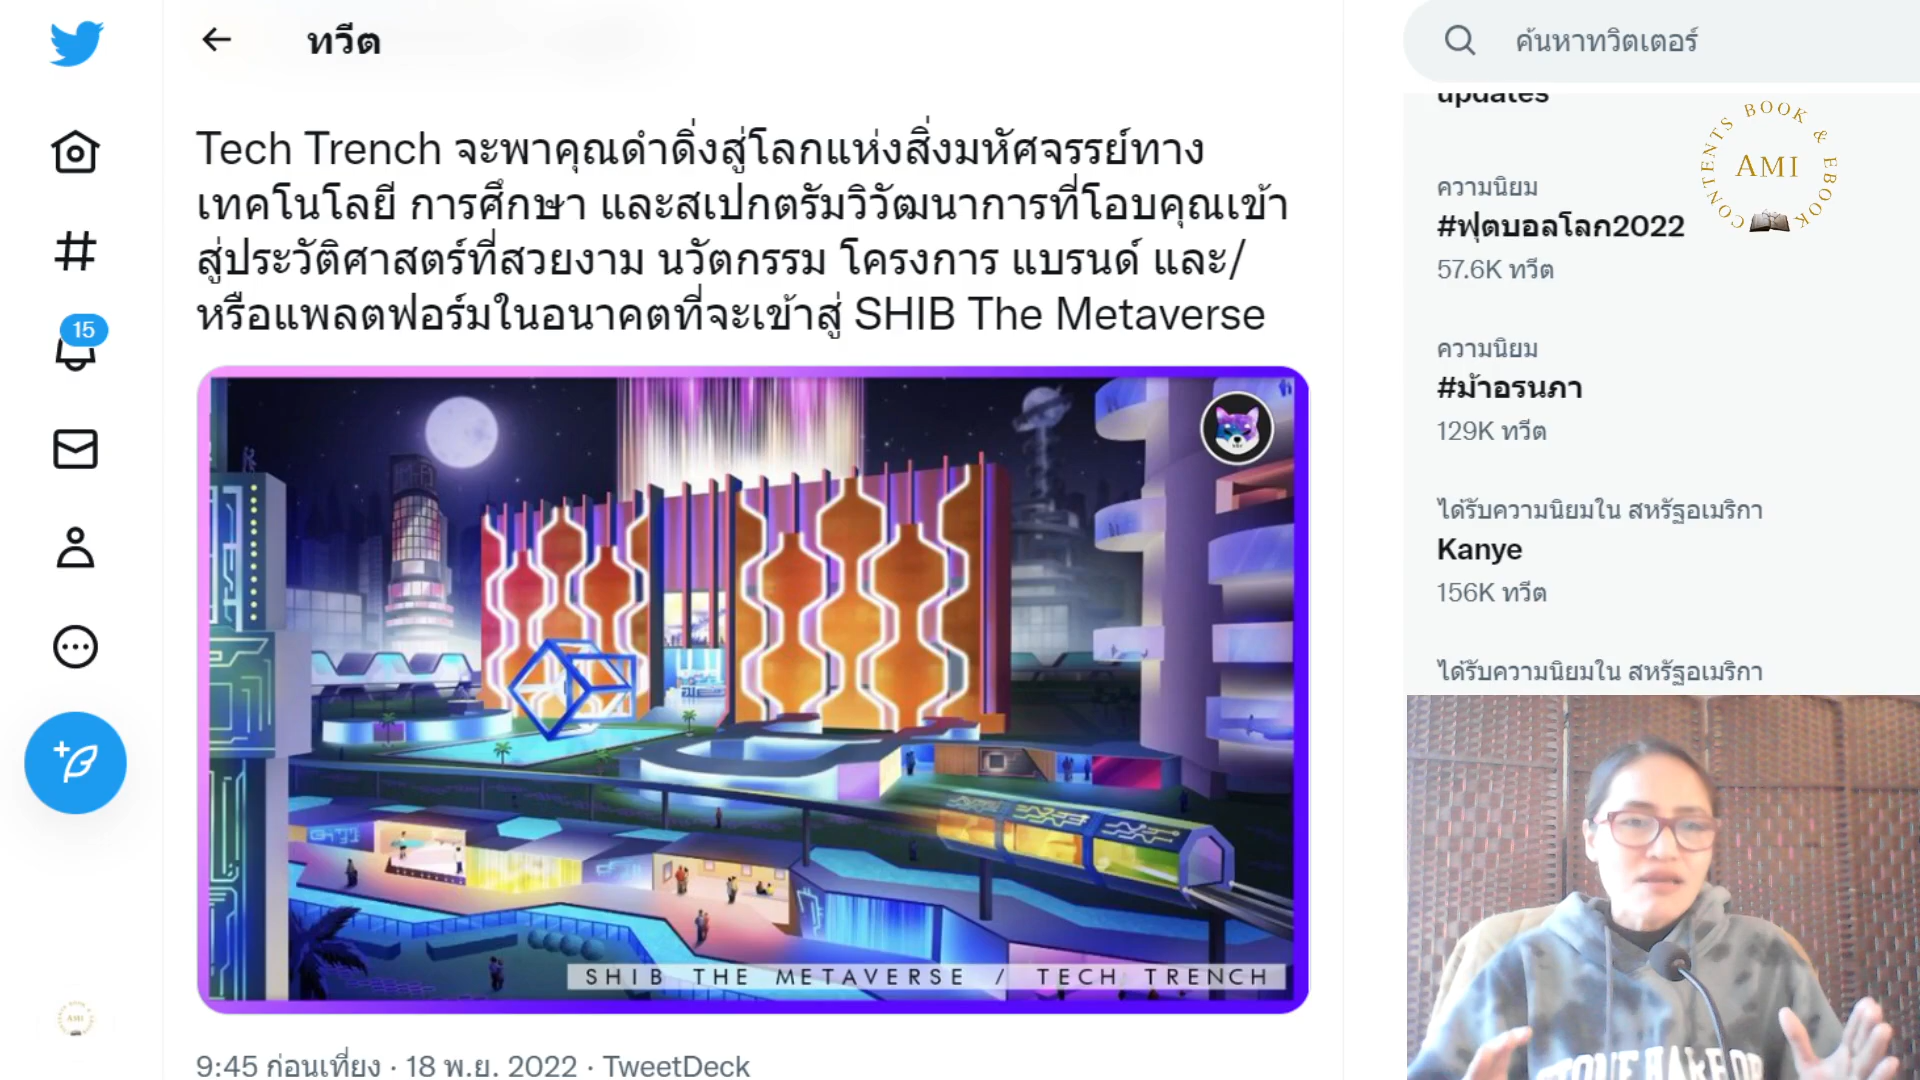 ทวีต
ค้นหาทวิตเตอร์
15
Tech Trench จะพาคุณดำดิ่งสู่โลกแห่งสิ่งมหัศจรรย์ทาง
เทคโนโลยี การศึกษา และสเปกตรัมวิวัฒนาการที่โอบคุณเข้า
สู่ประวัติศาสตร์ที่สวยงาม นวัตกรรม โครงการ แบรนด์ และ/
หรือแพลตฟอร์มในอนาคตที่จะเข้าสู่ SHIB The Metaverse
SHIB THE METAVERSE / TECH TRENCH
9:45 ก่อนเที่ยง · 18 พ.ย. 2022 · TweetDeck
updates
CONTENTS BOOK & EBOOK
AMI
ความนิยม
#ฟุตบอลโลก2022
57.6K ทวีต
ความนิยม
#ม้าอรนภา
129K ทวีต
ได้รับความนิยมใน สหรัฐอเมริกา
Kanye
156K ทวีต
ได้รับความนิยมใน สหรัฐอเมริกา
STONE HARBOR